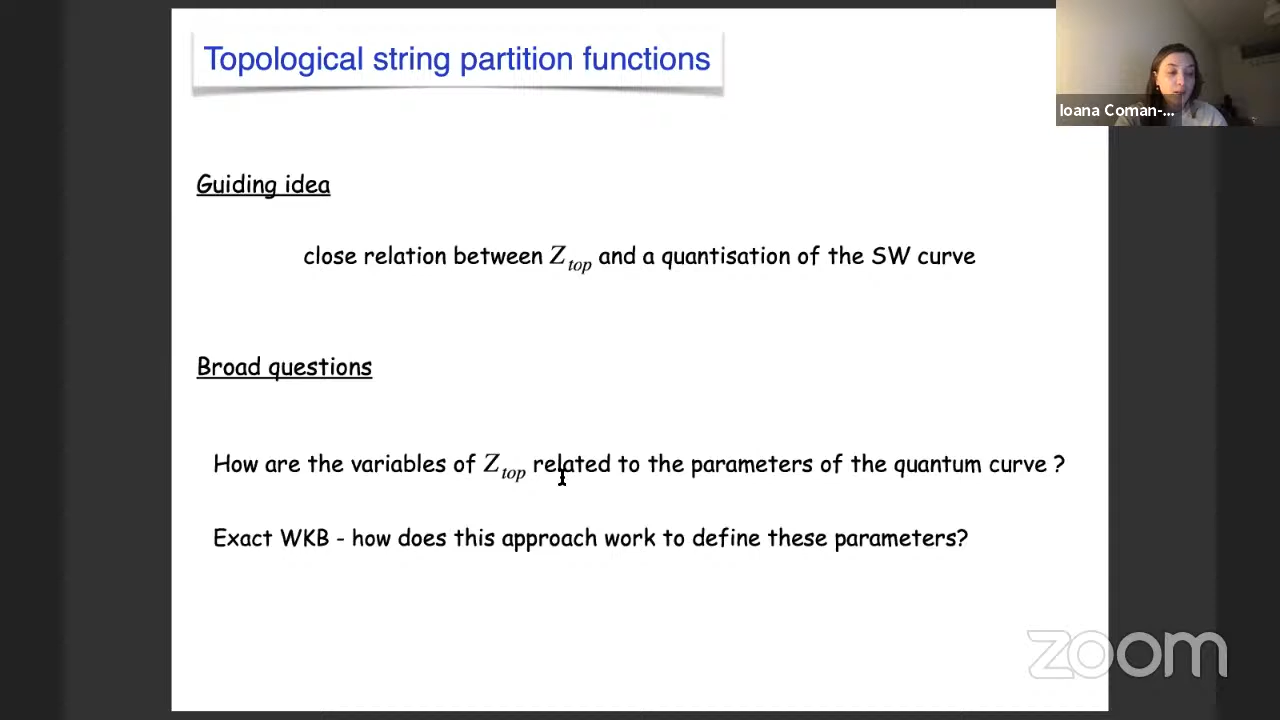 Topological string partition functions
Ioana Coman-...
Guiding idea
close relation between Z_top and a quantisation of the SW curve
Broad questions
How are the variables of Z_top related to the parameters of the quantum curve ?
Exact WKB - how does this approach work to define these parameters?
zoom